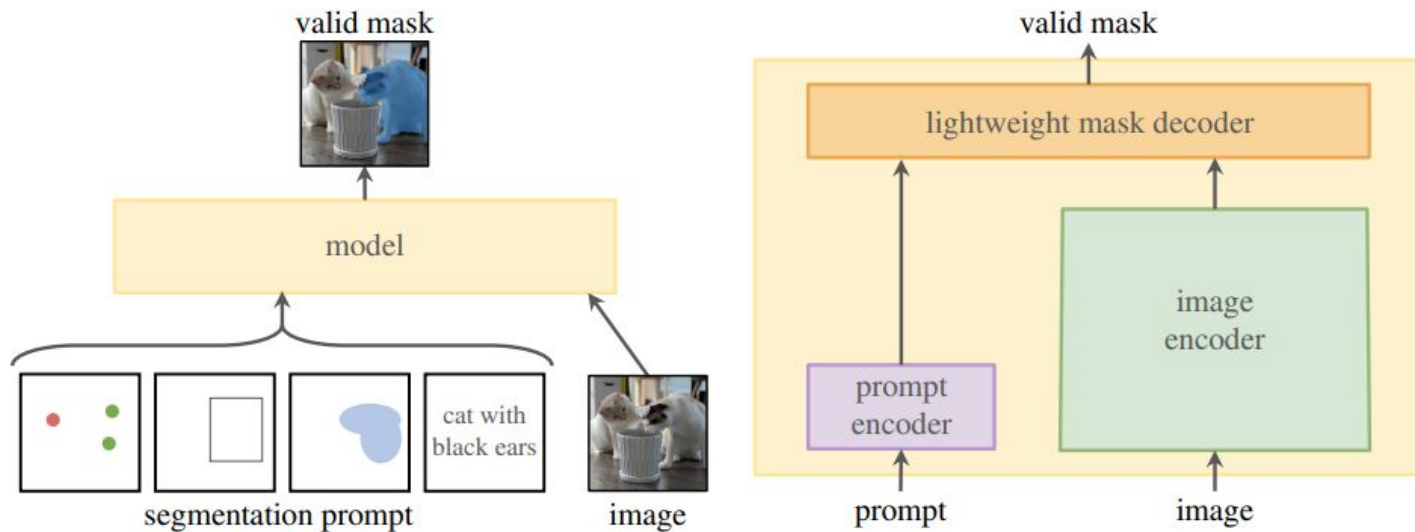 valid mask
model
cat with
black ears
segmentation prompt
image
valid mask
lightweight mask decoder
image
encoder
prompt
encoder
prompt
image